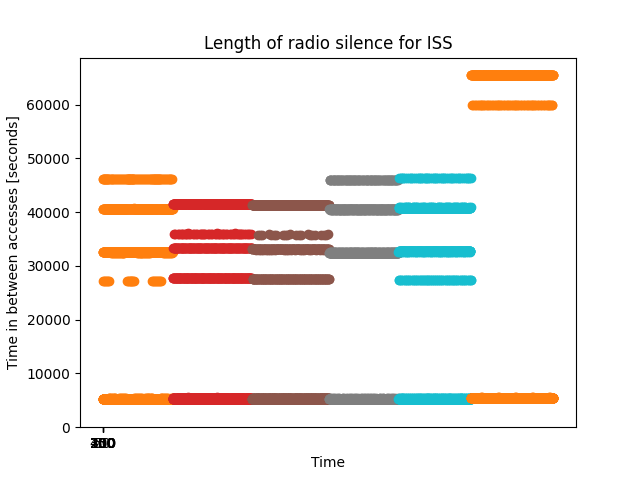 Length of radio silence for ISS
Time in between accesses [seconds]
60000
50000
40000
30000
20000
10000
0
Time